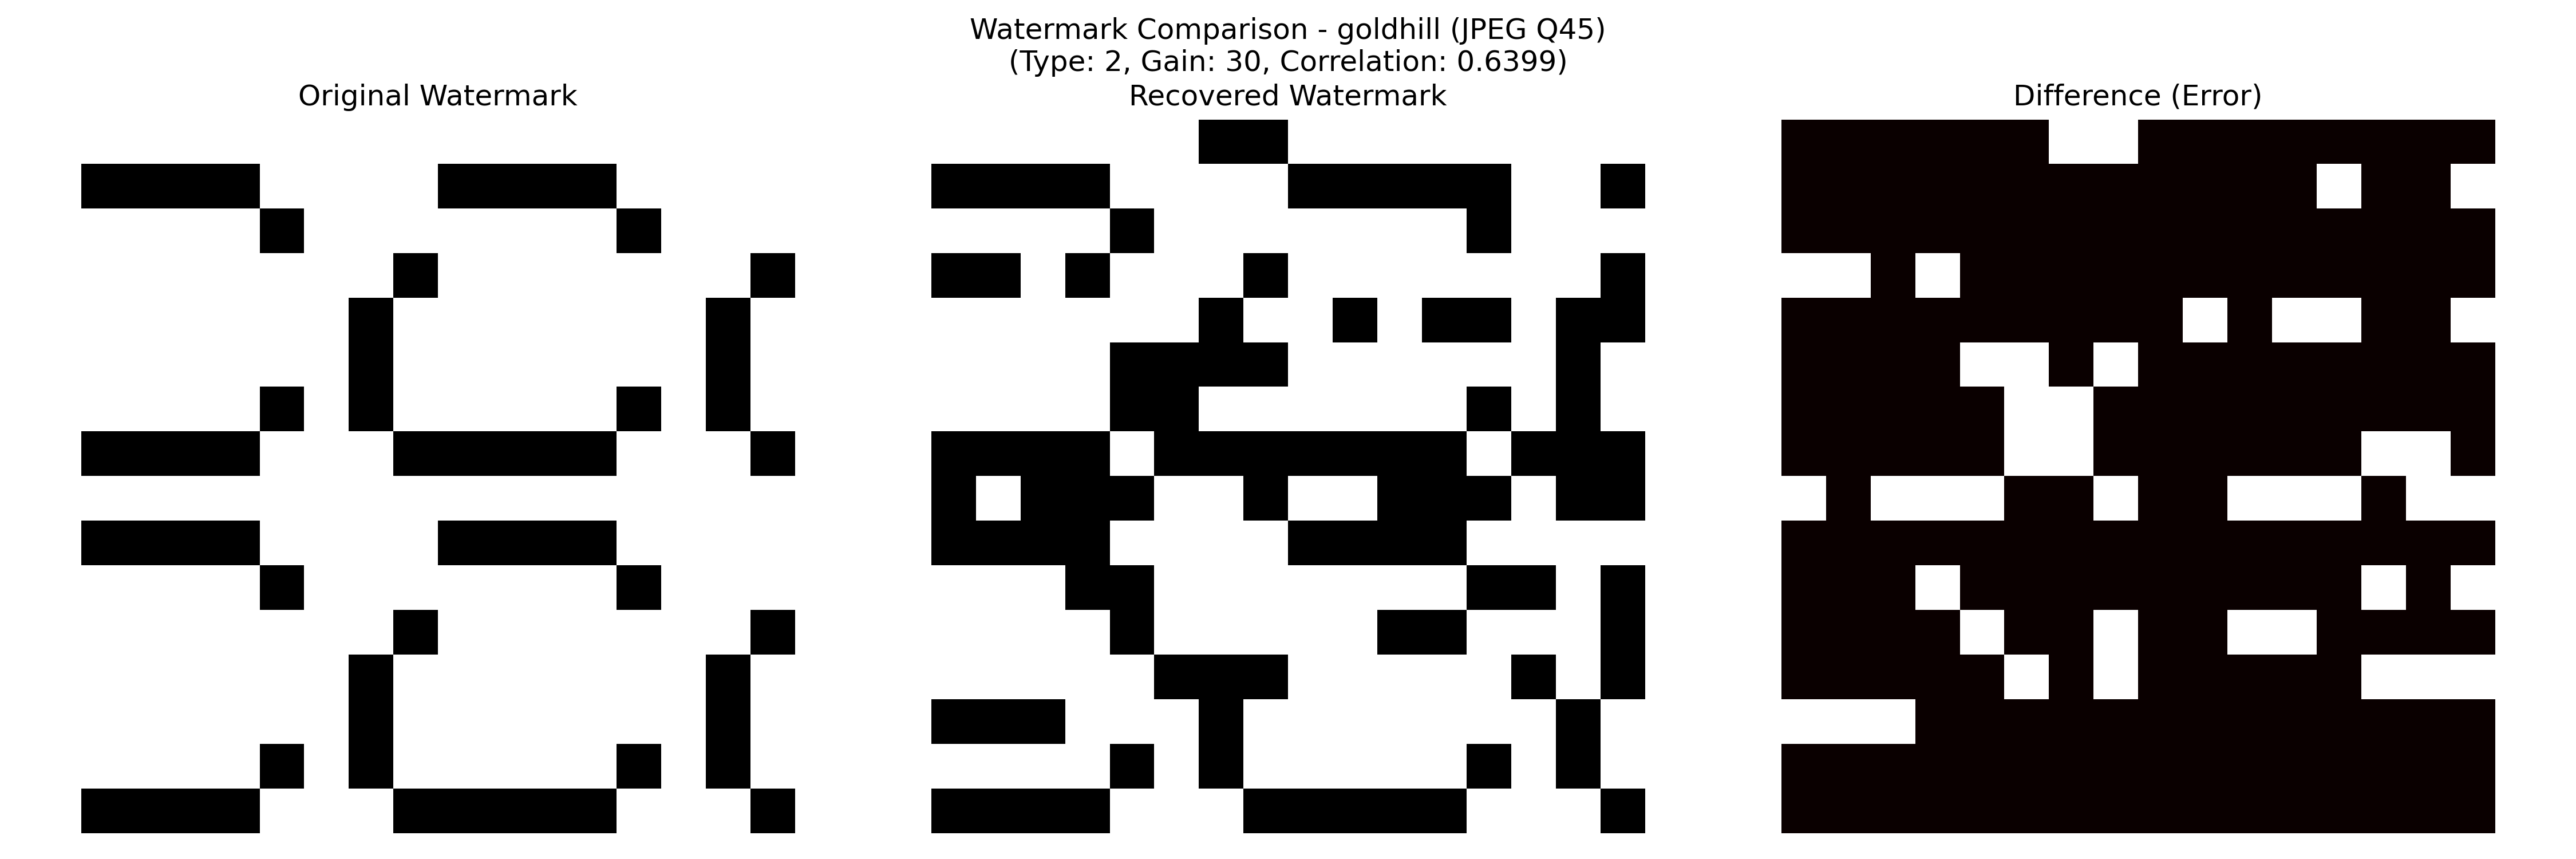 Watermark Comparison - goldhill (JPEG Q45)
(Type: 2, Gain: 30, Correlation: 0.6399)
Original Watermark
Recovered Watermark
Difference (Error)